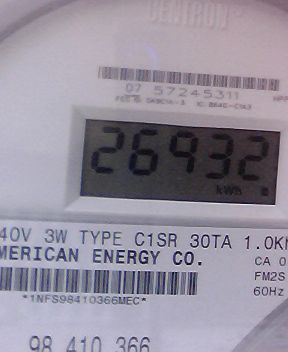 CENTRON®
07 57245311
26932
kWh
40V 3W TYPE C1SR 30TA 1.0K
MERICAN ENERGY CO.
CA 0
FM2S
60Hz
*1NFS98410366MEC*
98 410 366